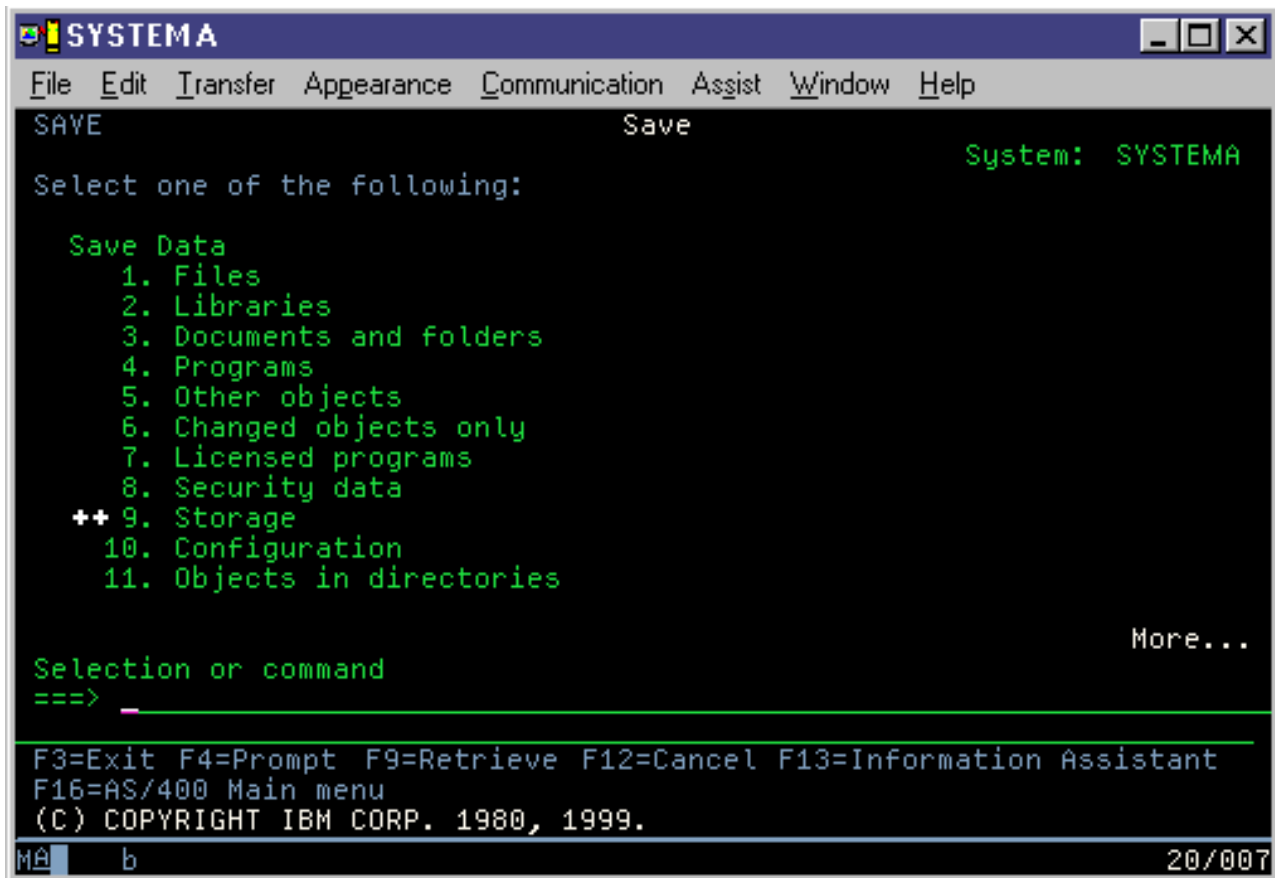 SYSTEMA
File Edit Transfer Appearance Communication Assist Window Help
SAVE Save
System: SYSTEMA
Select one of the following:
Save Data
1. Files
2. Libraries
3. Documents and folders
4. Programs
5. Other objects
6. Changed objects only
7. Licensed programs
8. Security data
++ 9. Storage
10. Configuration
11. Objects in directories
More...
Selection or command
===> _
F3=Exit F4=Prompt F9=Retrieve F12=Cancel F13=Information Assistant
F16=AS/400 Main menu
(C) COPYRIGHT IBM CORP. 1980, 1999.
MA b 20/007